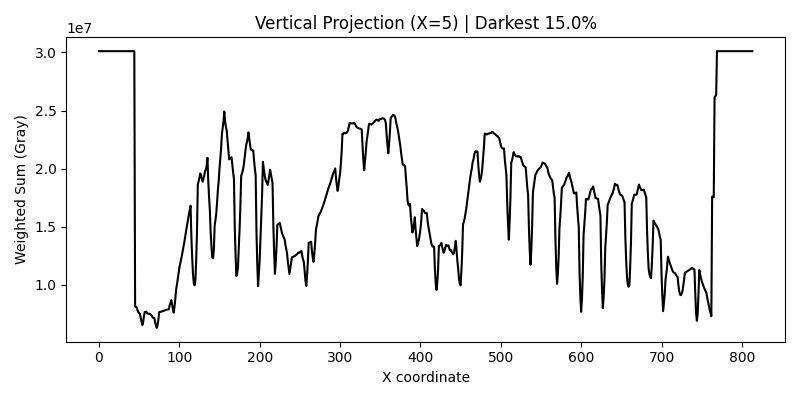 Vertical Projection (X=5) | Darkest 15.0%
1e7
3.0
2.5
2.0
1.5
1.0
Weighted Sum (Gray)
0 100 200 300 400 500 600 700 800
X coordinate